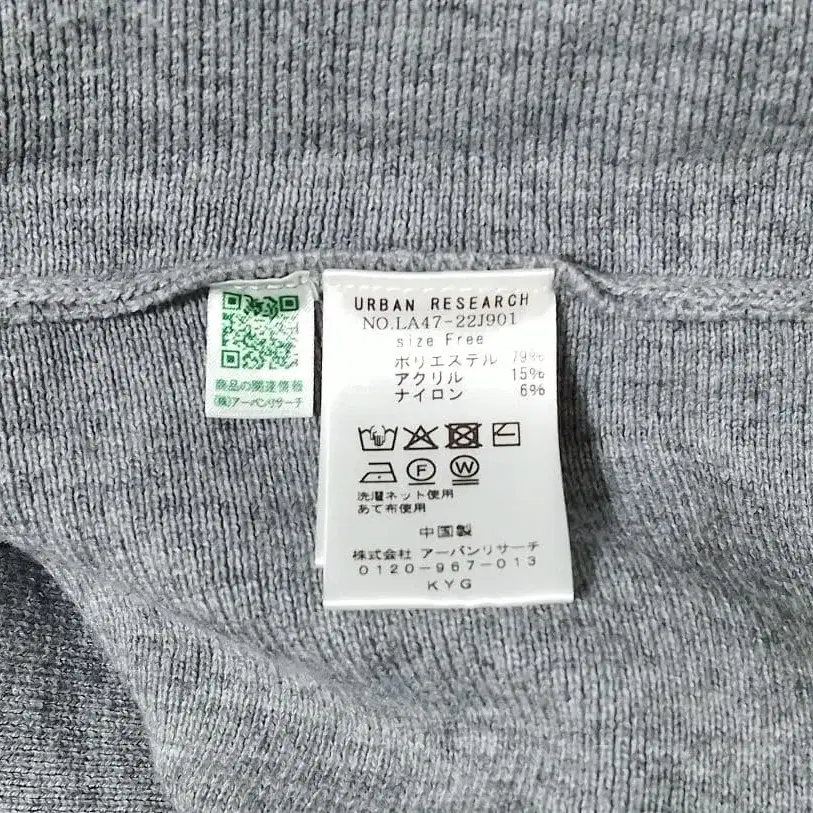 URBAN RESEARCH
NO.LA47-22J901
size Free
ポリエステル 79%
アクリル 15%
ナイロン 6%
F W
洗濯ネット使用
あて布使用
中国製
株式会社 アーバンリサーチ
0120-967-013
KYG
商品の関連情報
(株)アーバンリサーチ